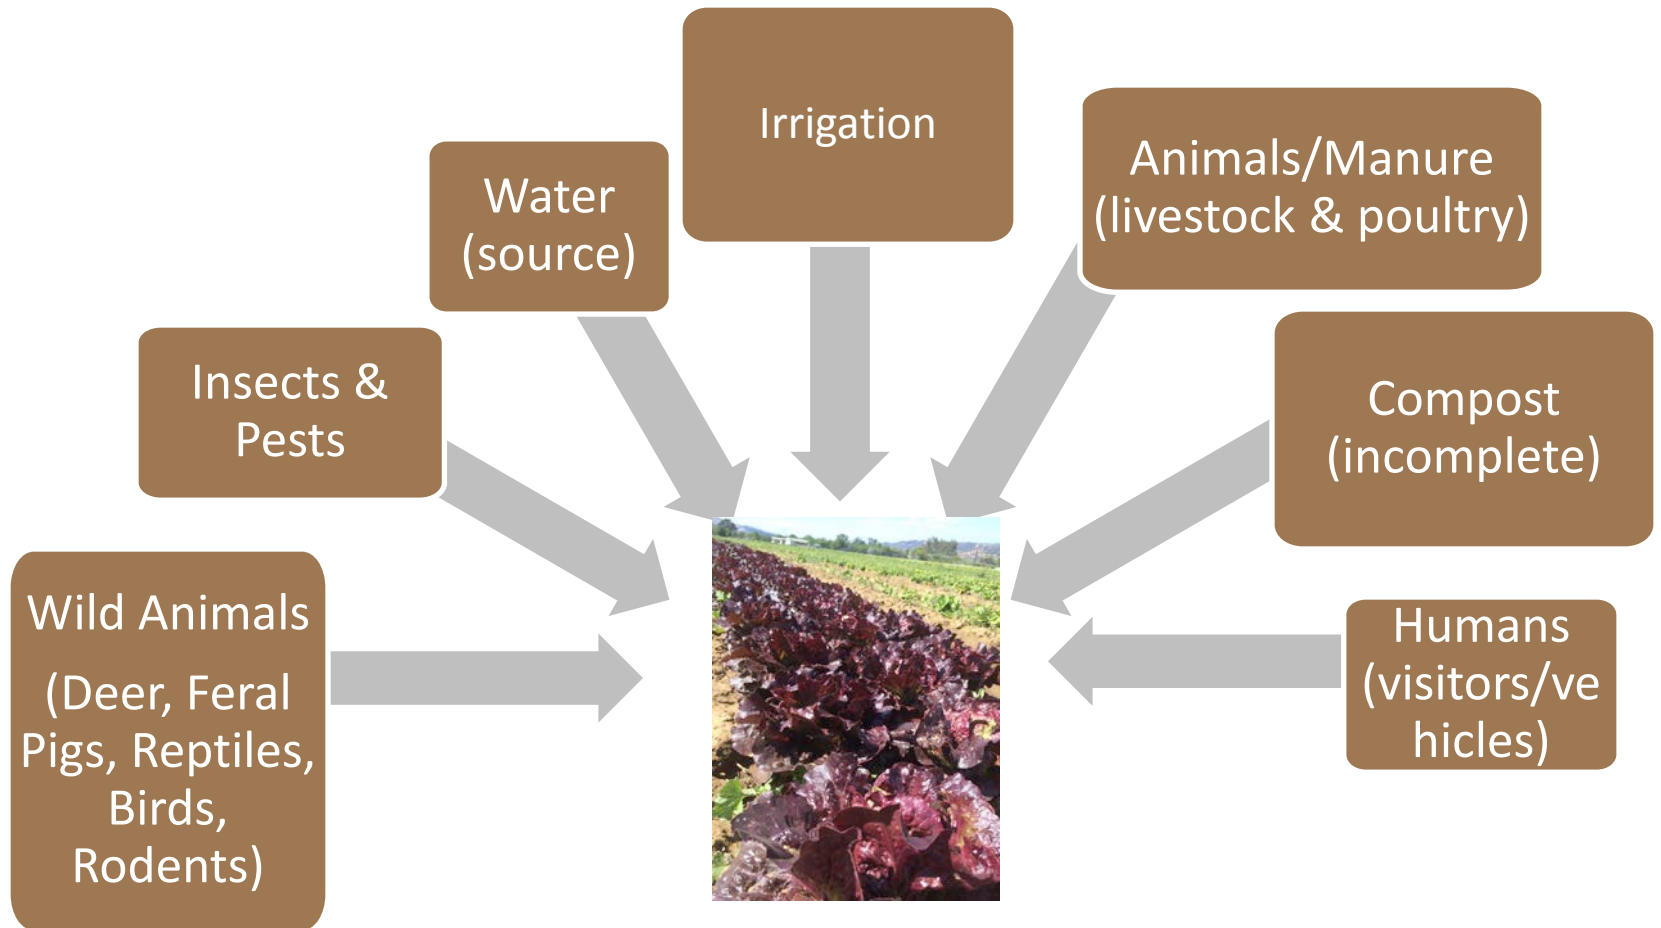 Irrigation
Animals/Manure
(livestock & poultry)
Water
(source)
Compost
(incomplete)
Insects &
Pests
Wild Animals
(Deer, Feral
Pigs, Reptiles,
Birds,
Rodents)
Humans
(visitors/ve
hicles)